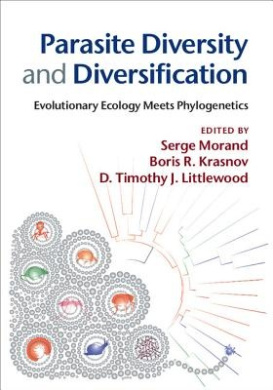 Parasite Diversity
and Diversification
Evolutionary Ecology Meets Phylogenetics
EDITED BY
Serge Morand
Boris R. Krasnov
D. Timothy J. Littlewood